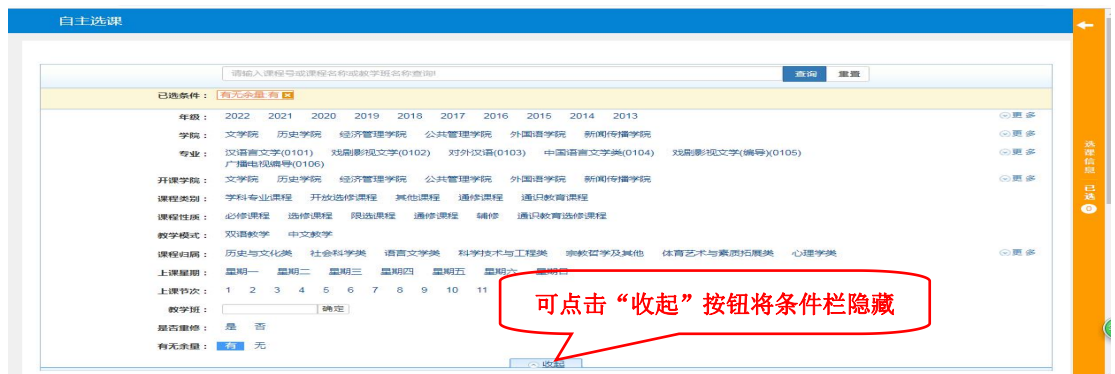 自主选课
请输入课程号或课程名称或教学班名称查询! 查询 重置
已选条件： 有无余量 有
年级： 2022 2021 2020 2019 2018 2017 2016 2015 2014 2013 更多
学院： 文学院 历史学院 经济管理学院 公共管理学院 外国语学院 新闻传播学院 更多
专业： 汉语言文学(0101) 戏剧影视文学(0102) 对外汉语(0103) 中国语言文学类(0104) 戏剧影视文学(编导)(0105) 更多
广播电视编导(0106)
开课学院： 文学院 历史学院 经济管理学院 公共管理学院 外国语学院 新闻传播学院 更多
课程类别： 学科专业课程 开放选修课程 其他课程 通修课程 通识教育课程
课程性质： 必修课程 选修课程 限选课程 通修课程 辅修 通识教育选修课程
教学模式： 双语教学 中文教学
课程归属： 历史与文化类 社会科学类 语言文学类 科学技术与工程类 宗教哲学及其他 体育艺术与素质拓展类 心理学类 更多
上课星期： 星期一 星期二 星期三 星期四 星期五 星期六 星期日
上课节次： 1 2 3 4 5 6 7 8 9 10 11
教学班： 确定
是否重修： 是 否
有无余量： 有 无
可点击“收起”按钮将条件栏隐藏
收起
选课信息 已选 0